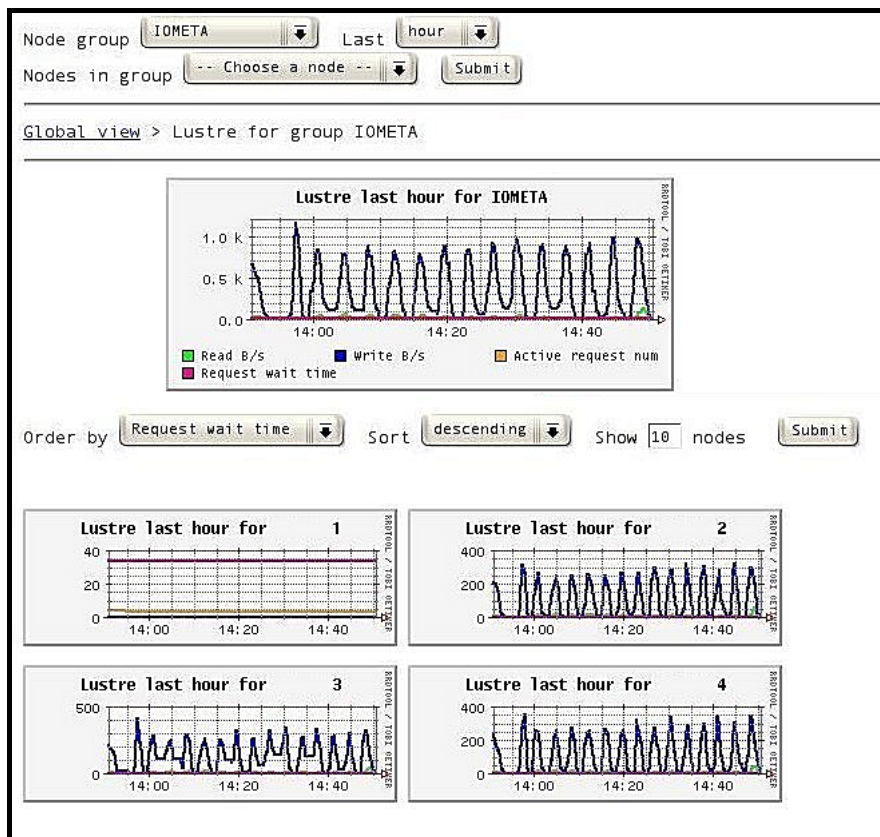 Node group IOMETA Last hour
Nodes in group -- Choose a node -- Submit
Global view > Lustre for group IOMETA
Lustre last hour for IOMETA
RRDTOOL / TOBI OETIKER
1.0 k
0.5 k
0.0
14:00 14:20 14:40
Read B/s Write B/s Active request num
Request wait time
Order by Request wait time Sort descending Show 10 nodes Submit
Lustre last hour for 1
RRDTOOL / TOBI OETIKER
40
20
0
14:00 14:20 14:40
Lustre last hour for 2
RRDTOOL / TOBI OETIKER
400
200
0
14:00 14:20 14:40
Lustre last hour for 3
RRDTOOL / TOBI OETIKER
500
0
14:00 14:20 14:40
Lustre last hour for 4
RRDTOOL / TOBI OETIKER
400
200
0
14:00 14:20 14:40